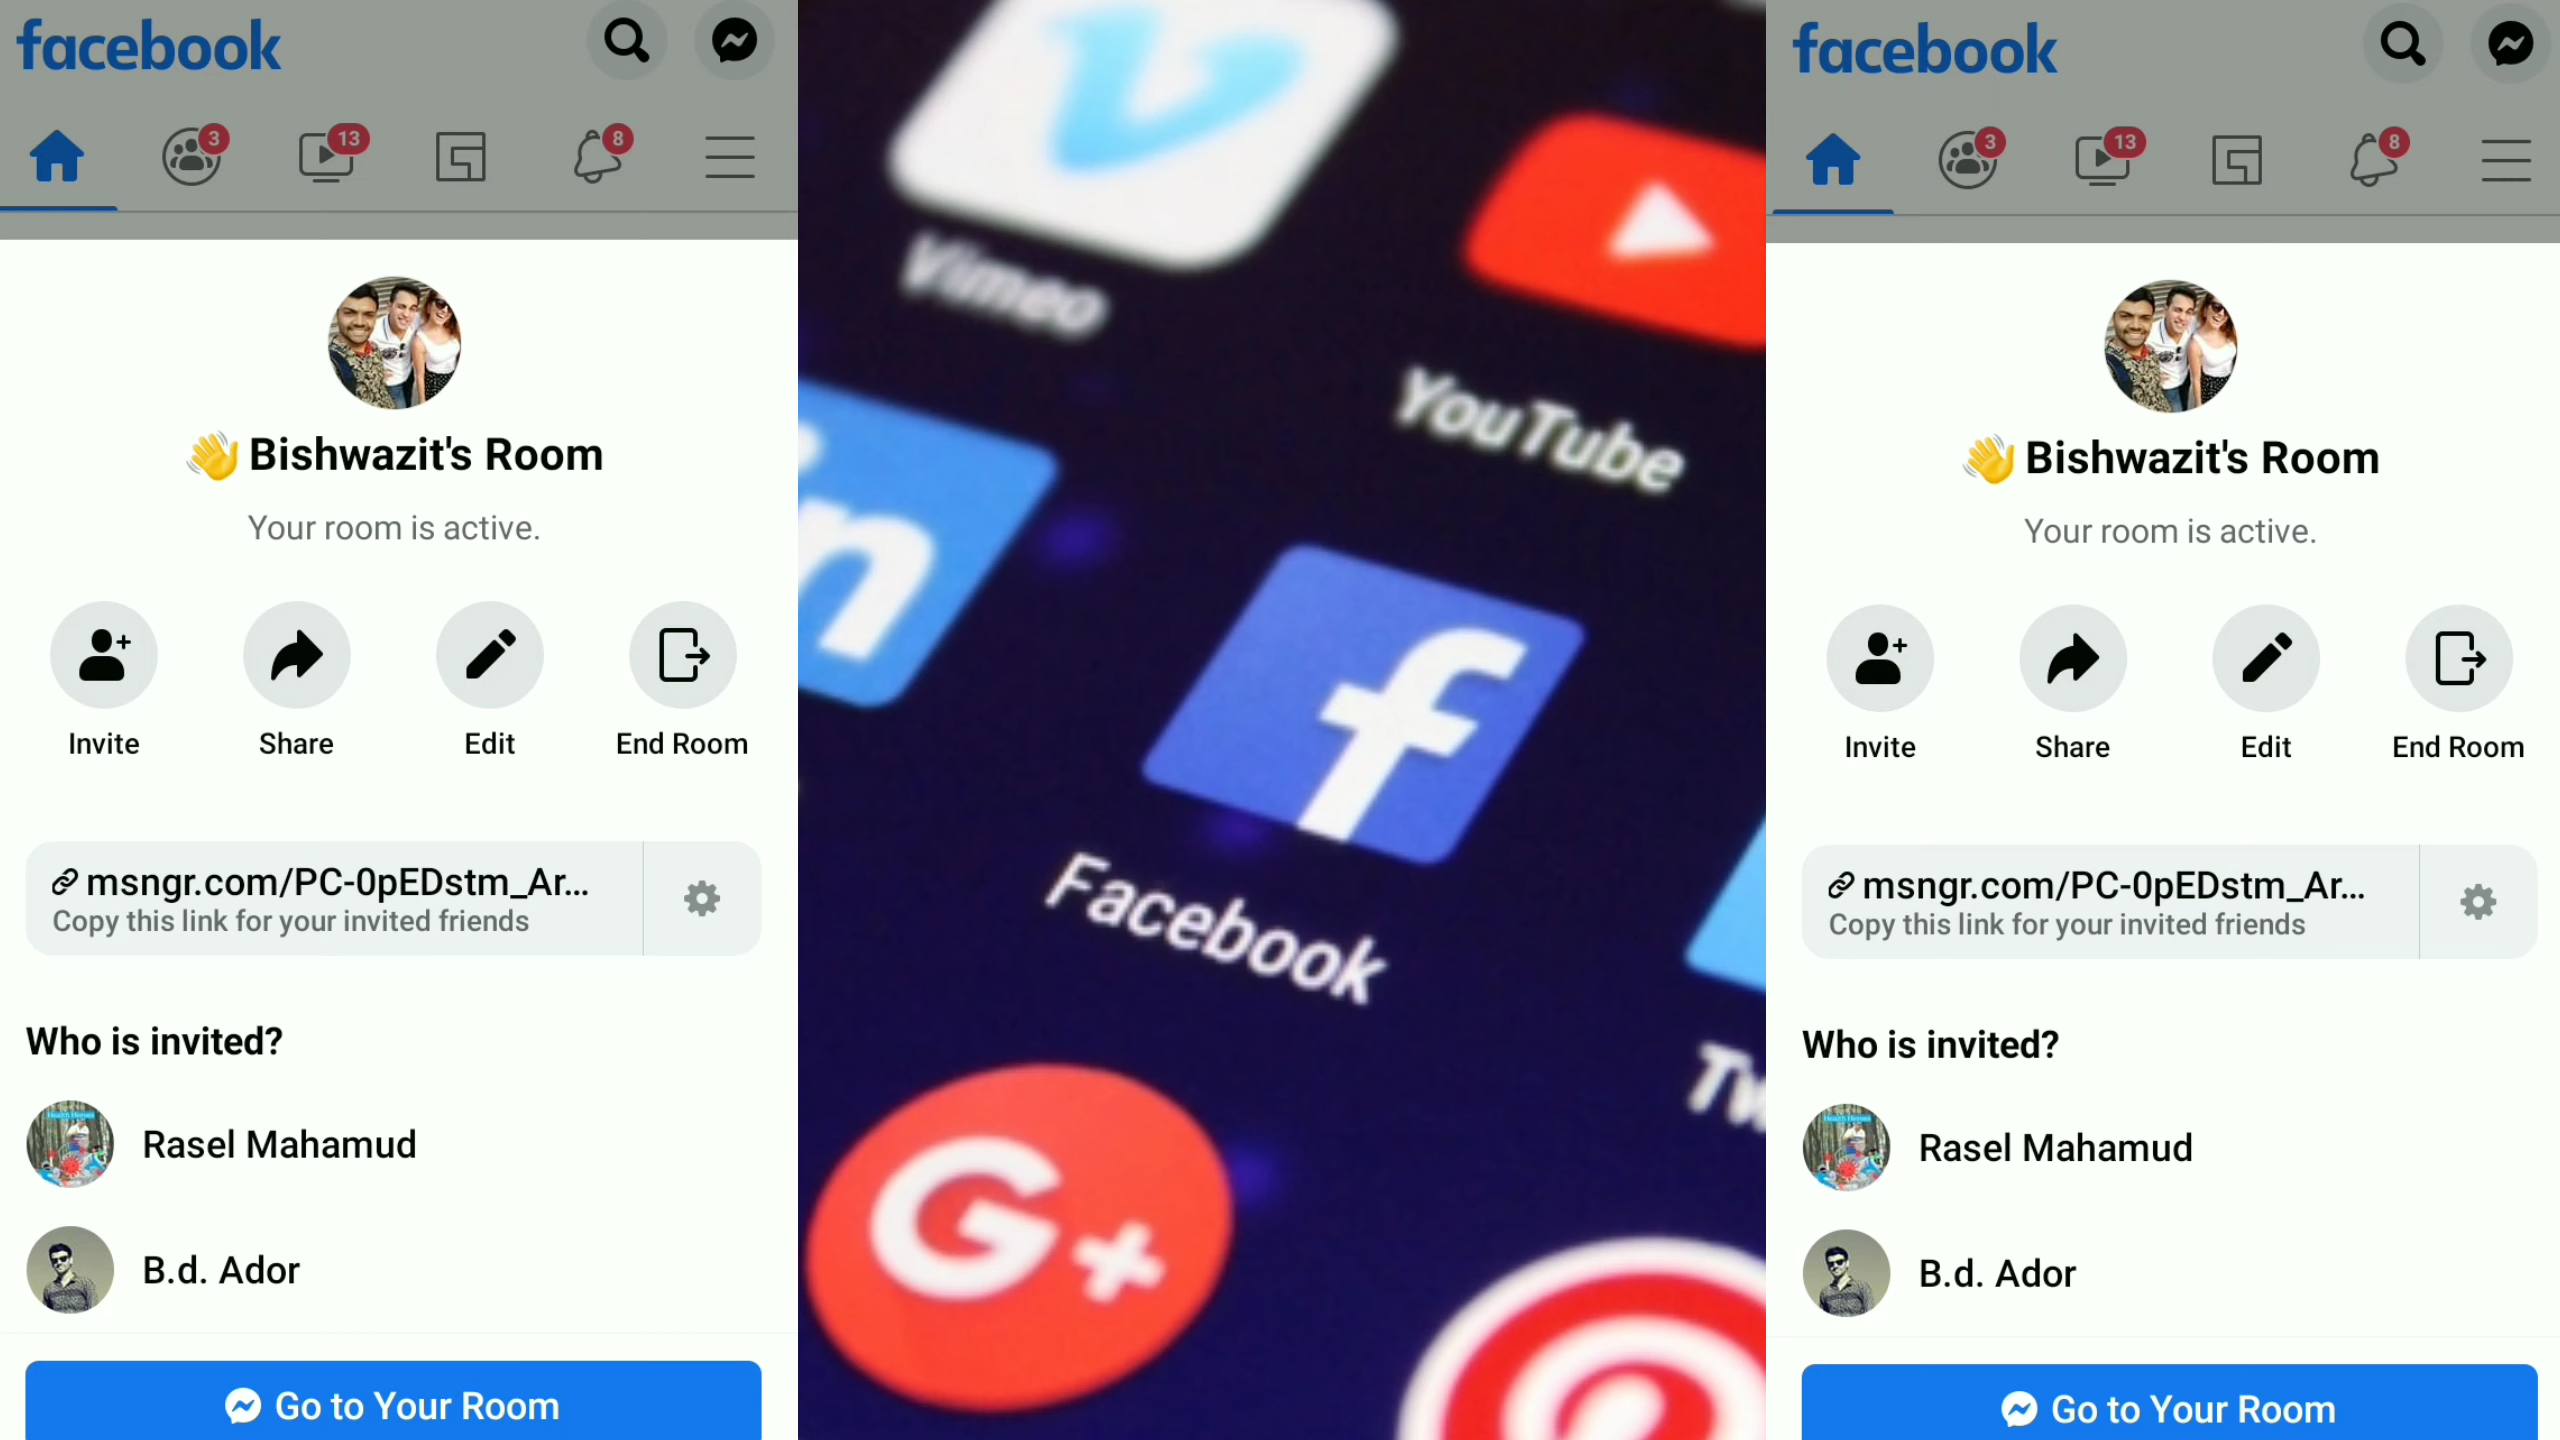 facebook
3
13
8
👋 Bishwazit's Room
Your room is active.
Invite
Share
Edit
End Room
msngr.com/PC-0pEDstm_Ar...
Copy this link for your invited friends
Who is invited?
Rasel Mahamud
B.d. Ador
Go to Your Room
Vimeo
YouTube
in
f
Facebook
Tw
G+
facebook
3
13
8
👋 Bishwazit's Room
Your room is active.
Invite
Share
Edit
End Room
msngr.com/PC-0pEDstm_Ar...
Copy this link for your invited friends
Who is invited?
Rasel Mahamud
B.d. Ador
Go to Your Room